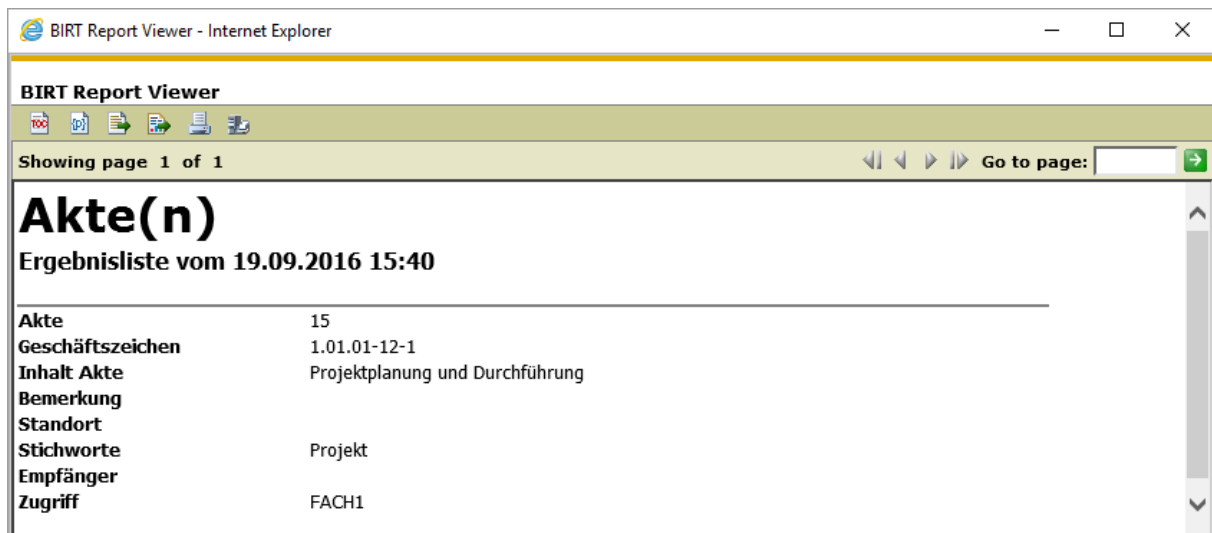 BIRT Report Viewer - Internet Explorer
BIRT Report Viewer
TOC {p}
Showing page 1 of 1 Go to page:
Akte(n)
Ergebnisliste vom 19.09.2016 15:40
Akte 15
Geschäftszeichen 1.01.01-12-1
Inhalt Akte Projektplanung und Durchführung
Bemerkung
Standort
Stichworte Projekt
Empfänger
Zugriff FACH1